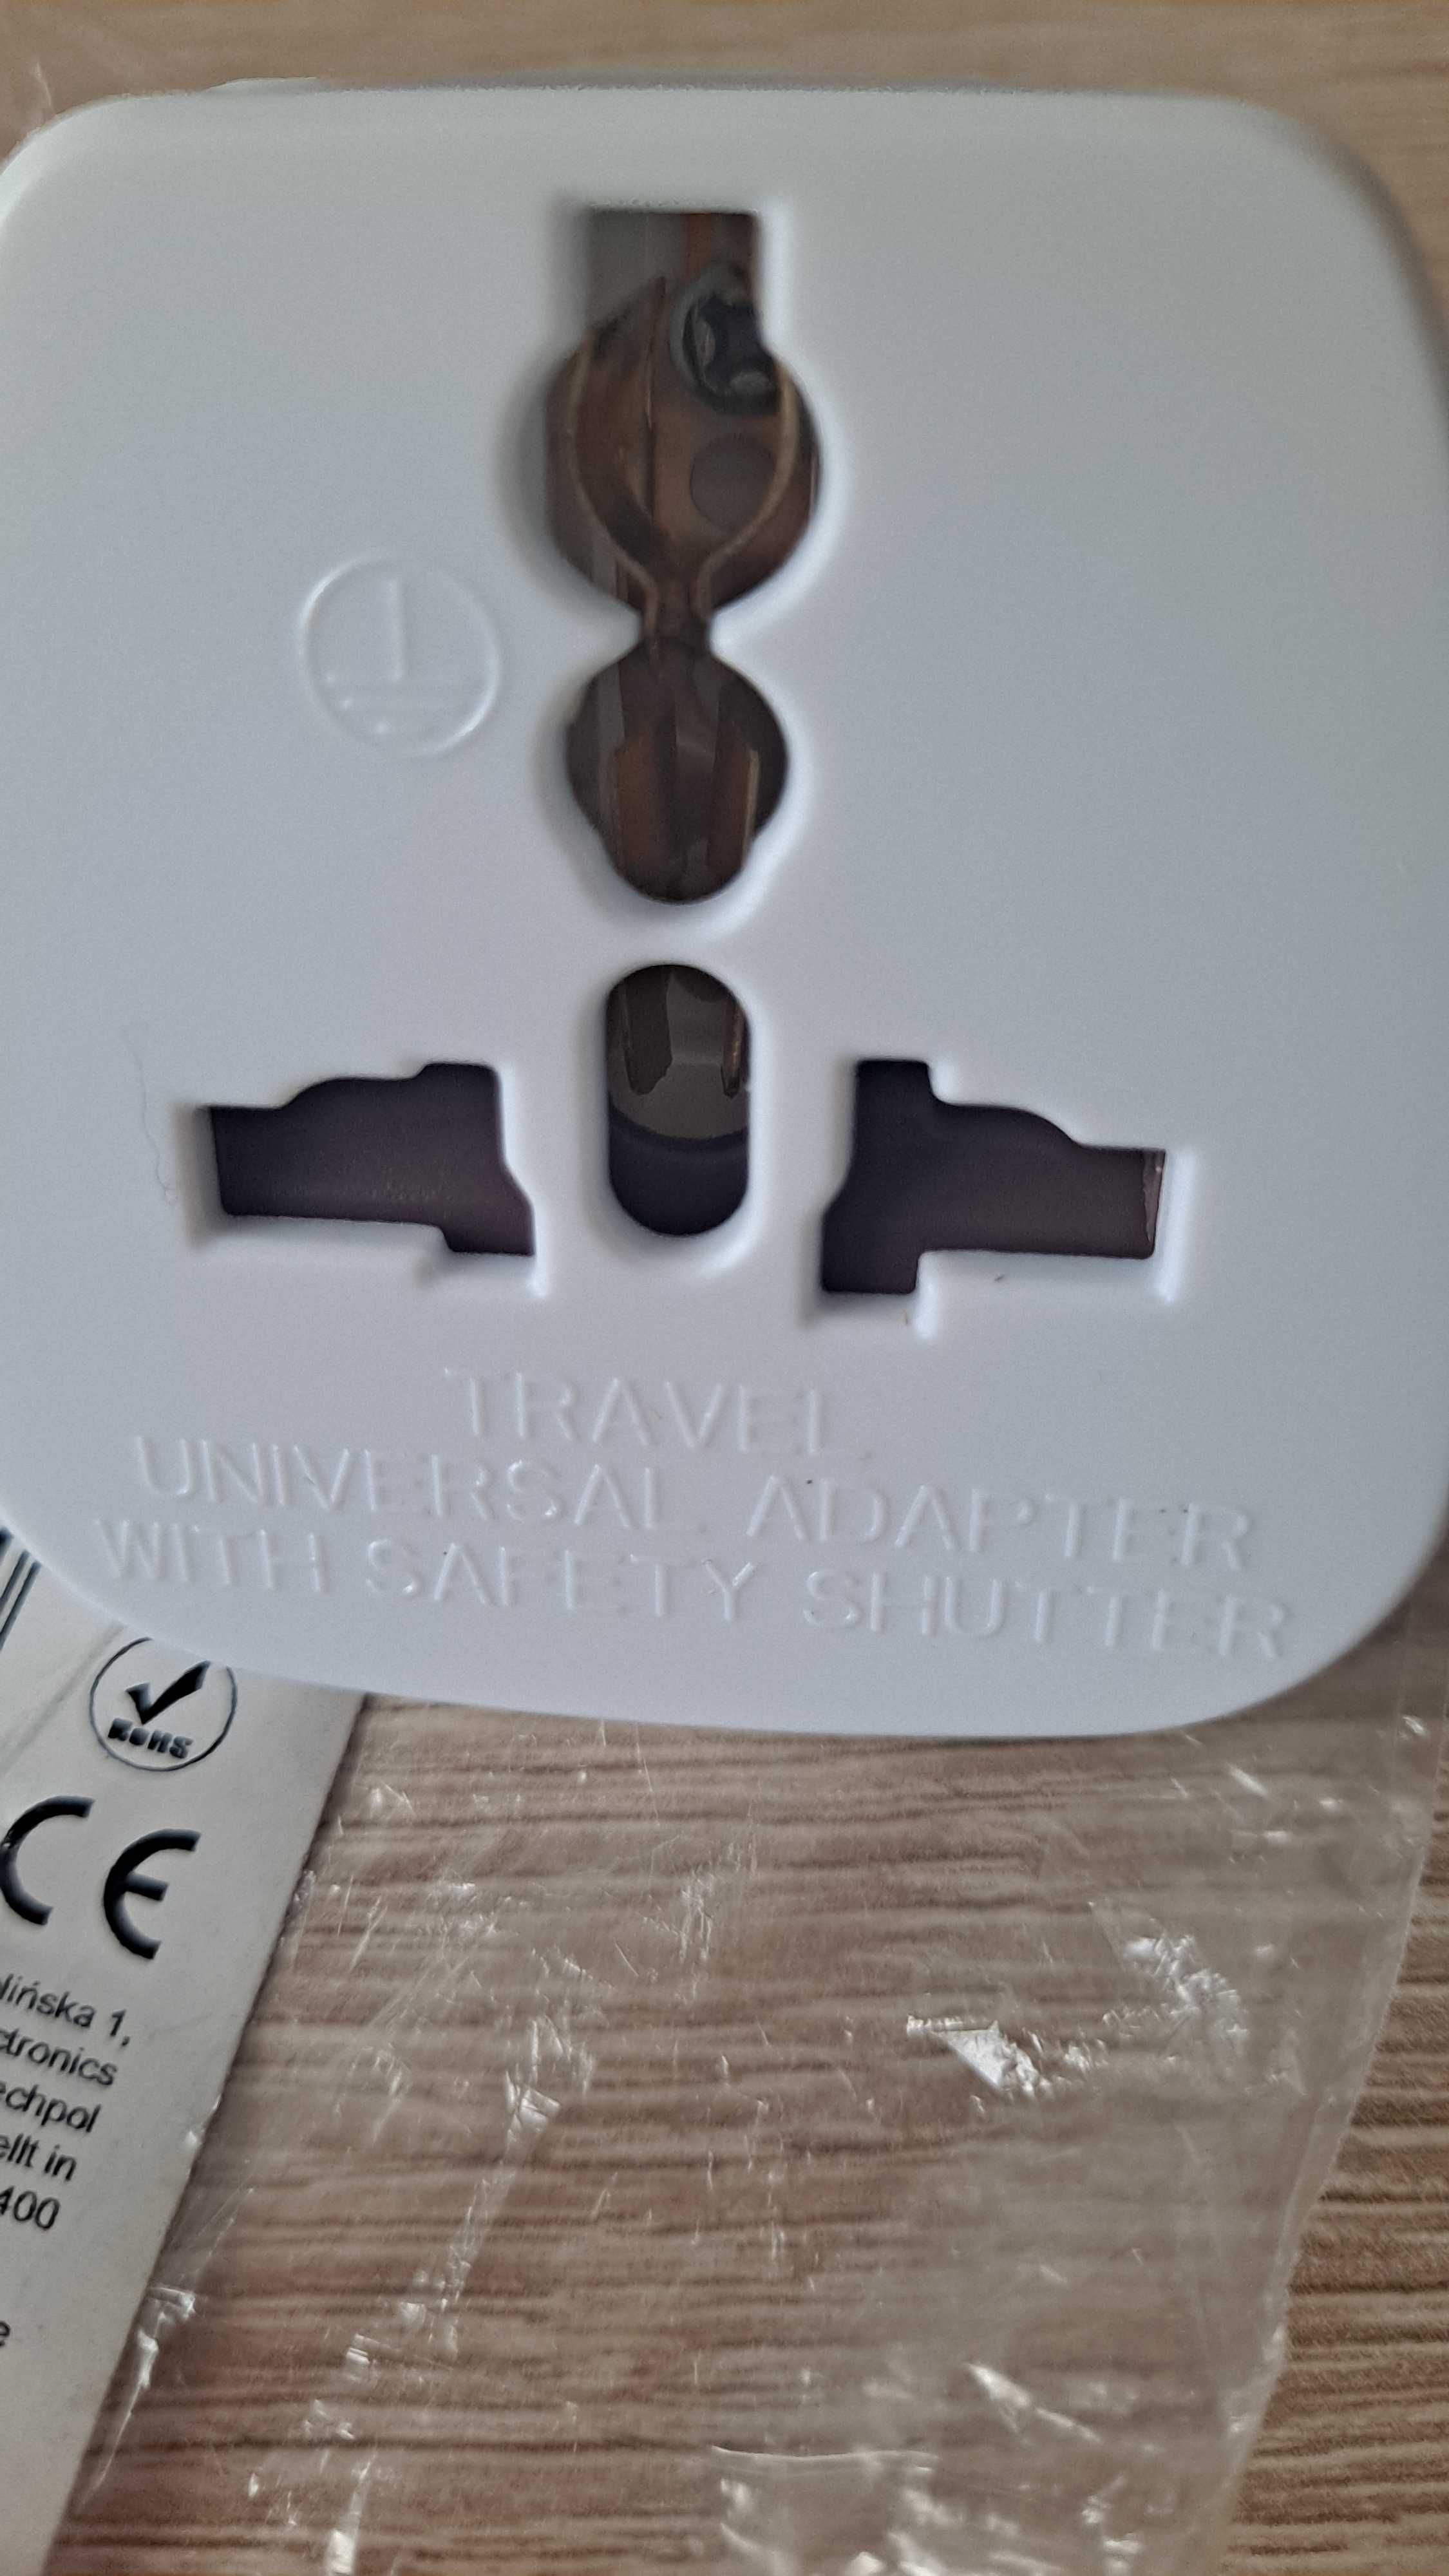 TRAVEL
UNIVERSAL ADAPTER
WITH SAFETY SHUTTER
RoHS
CE
lińska 1,
ctronics
echpol
ellt in
400
e